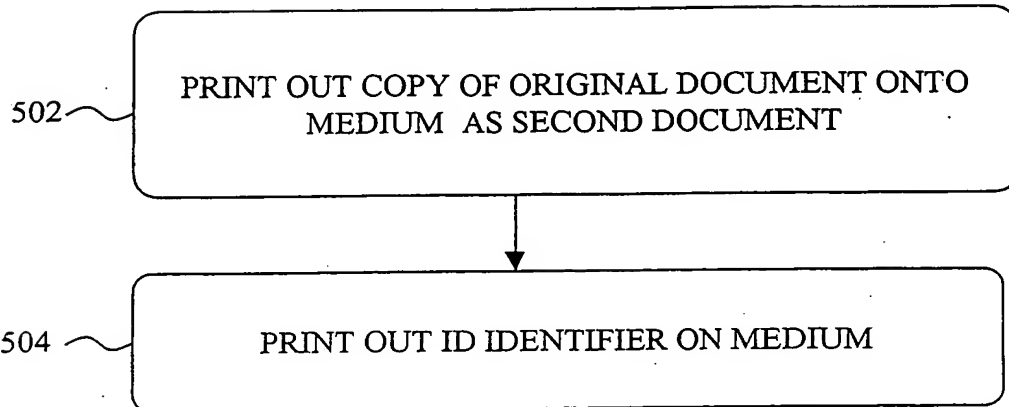 PRINT OUT COPY OF ORIGINAL DOCUMENT ONTO
502
MEDIUM AS SECOND DOCUMENT
504
PRINT OUT ID IDENTIFIER ON MEDIUM